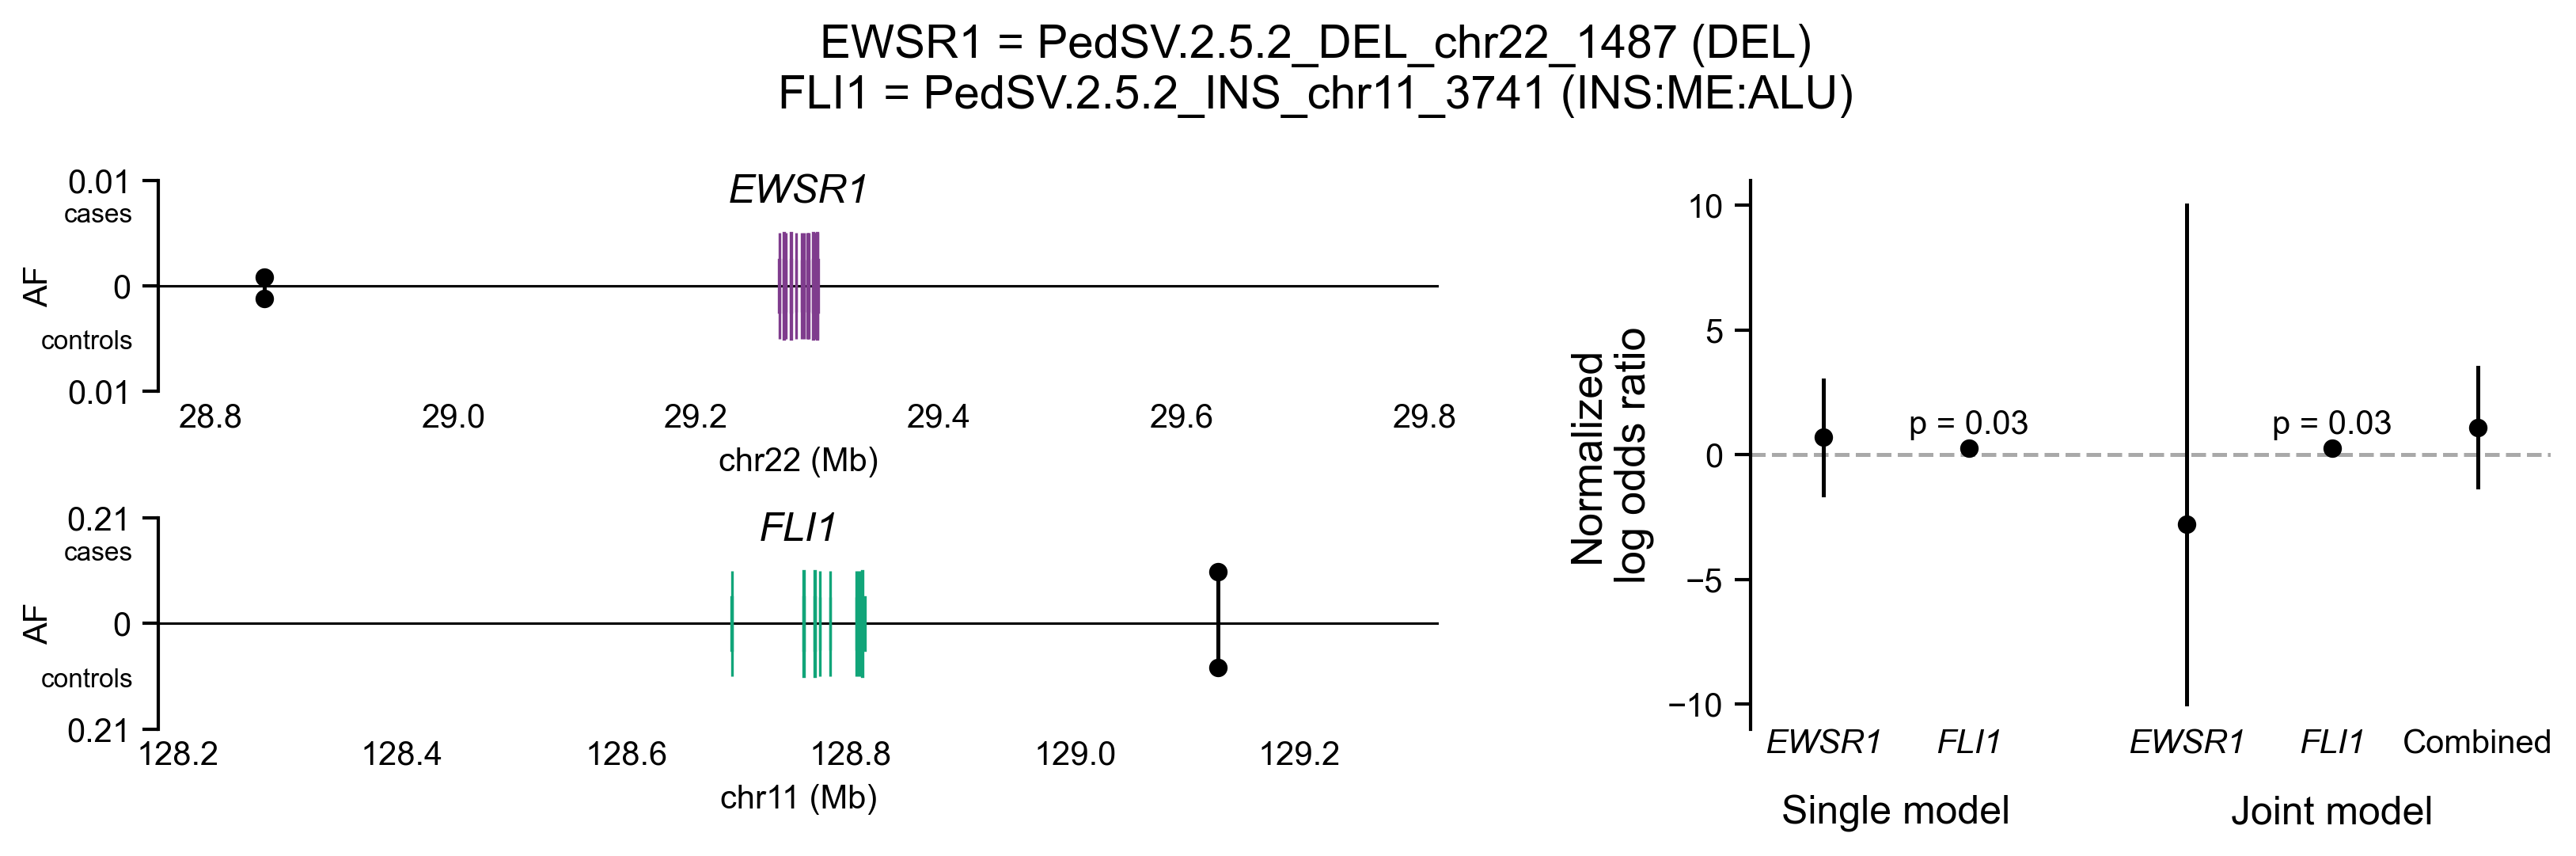 EWSR1 = PedSV.2.5.2_DEL_chr22_1487 (DEL)
FLI1 = PedSV.2.5.2_INS_chr11_3741 (INS:ME:ALU)
0.01
cases
AF
0
controls
0.01
EWSR1
28.8 29.0 29.2 29.4 29.6 29.8
chr22 (Mb)
0.21
cases
AF
0
controls
0.21
FLI1
128.2 128.4 128.6 128.8 129.0 129.2
chr11 (Mb)
Normalized
log odds ratio
10
5
0
−5
−10
p = 0.03
p = 0.03
EWSR1 FLI1 EWSR1 FLI1 Combined
Single model Joint model